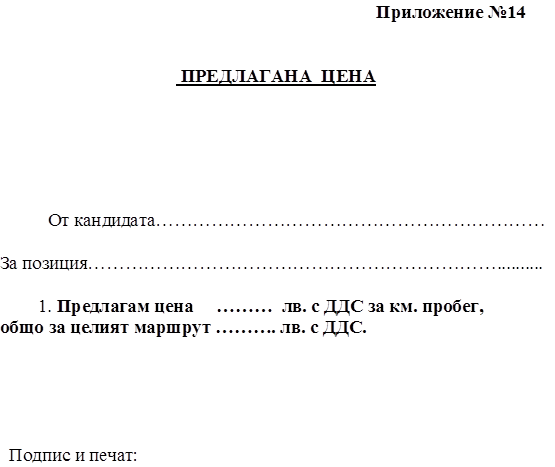 Приложение №14
ПРЕДЛАГАНА ЦЕНА
От кандидата………………………………………………………
За позиция…………………………………………………………..........
1. Предлагам цена ……… лв. с ДДС за км. пробег,
общо за целият маршрут ………. лв. с ДДС.
Подпис и печат: